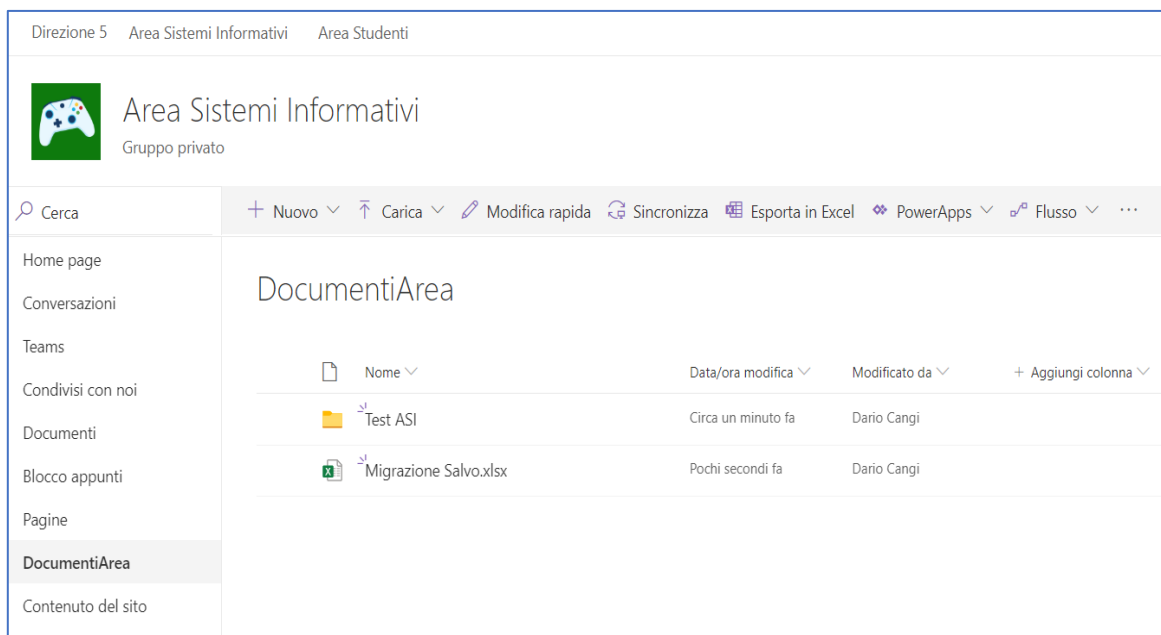 Direzione 5 Area Sistemi Informativi Area Studenti
Area Sistemi Informativi
Gruppo privato
Cerca
Nuovo Carica Modifica rapida Sincronizza Esporta in Excel PowerApps Flusso ...
Home page
Conversazioni
Teams
Condivisi con noi
Documenti
Blocco appunti
Pagine
DocumentiArea
Contenuto del sito
DocumentiArea
Nome Data/ora modifica Modificato da + Aggiungi colonna
Test ASI Circa un minuto fa Dario Cangi
Migrazione Salvo.xlsx Pochi secondi fa Dario Cangi